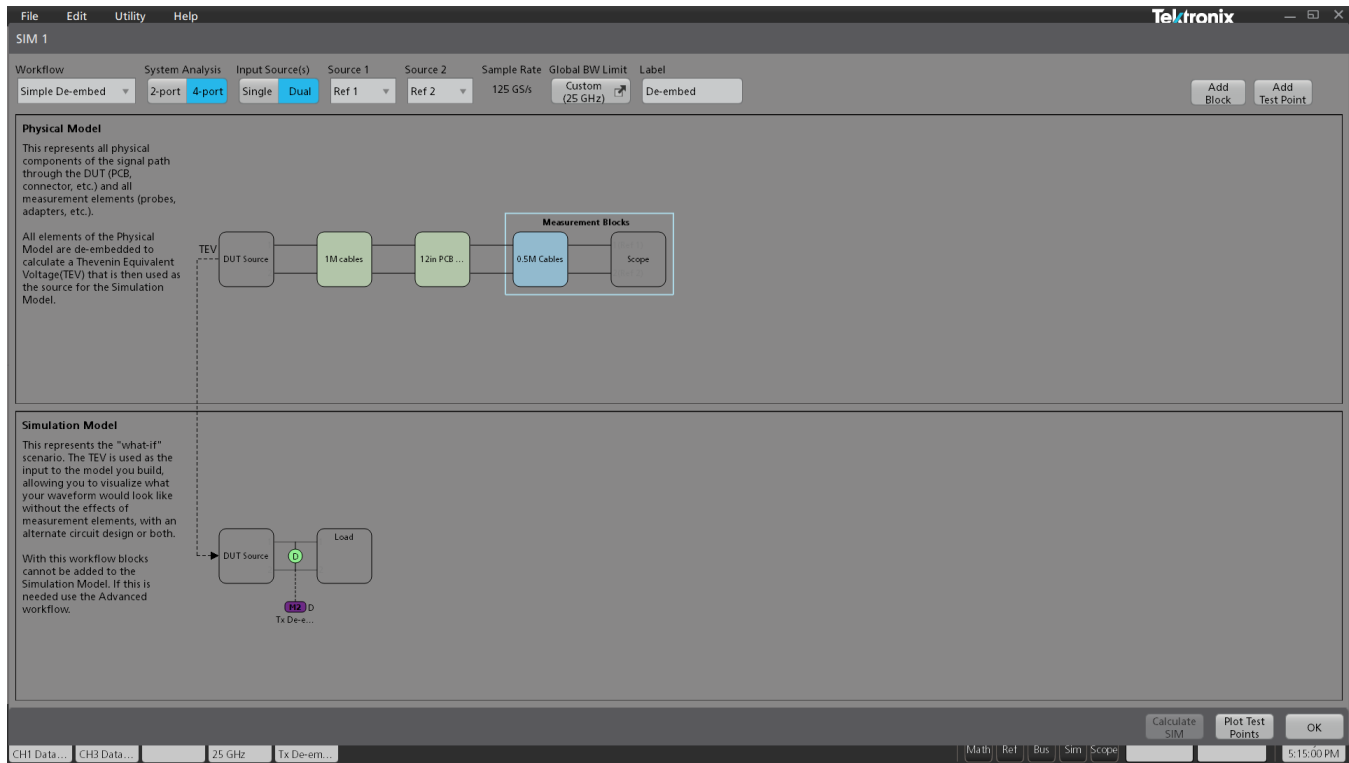 File Edit Utility Help
Tektronix
SIM 1
Workflow System Analysis Input Source(s) Source 1 Source 2 Sample Rate Global BW Limit Label
Simple De-embed 2-port 4-port Single Dual Ref 1 Ref 2 125 GS/s Custom (25 GHz) De-embed
Add Block
Add Test Point
Physical Model
This represents all physical
components of the signal path
through the DUT (PCB,
connector, etc.) and all
measurement elements (probes,
adapters, etc.).
All elements of the Physical
Model are de-embedded to
calculate a Thevenin Equivalent
Voltage(TEV) that is then used as
the source for the Simulation
Model.
Measurement Blocks
TEV
DUT Source 1M cables 12in PCB ... 0.5M Cables Scope
Simulation Model
This represents the "what-if"
scenario. The TEV is used as the
input to the model you build,
allowing you to visualize what
your waveform would look like
without the effects of
measurement elements, with an
alternate circuit design or both.
With this workflow blocks
cannot be added to the
Simulation Model. If this is
needed use the Advanced
workflow.
Load
DUT Source D
M2 D
Tx De-e...
Calculate SIM
Plot Test Points
OK
CH1 Data... CH3 Data... 25 GHz Tx De-em... Math Ref Bus Sim Scope 5:15:00 PM